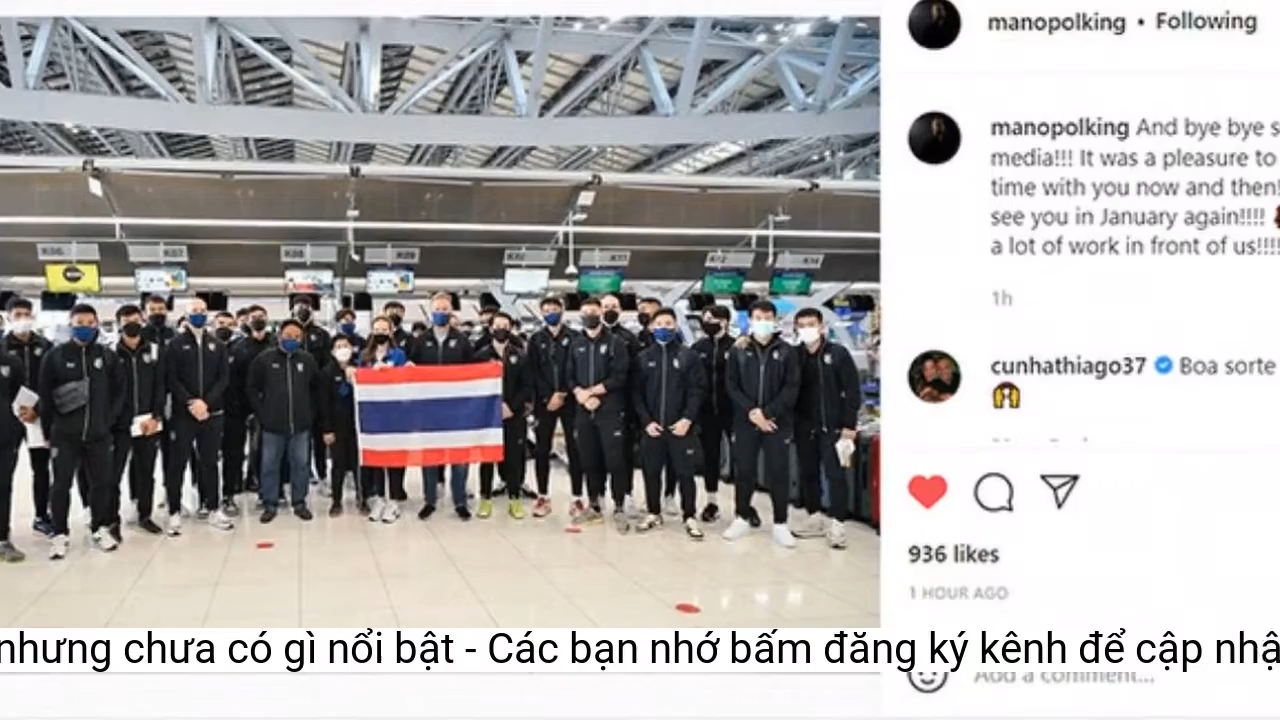 manopolking • Following
manopolking And bye bye s
media!!! It was a pleasure to
time with you now and then!
see you in January again!!!!
a lot of work in front of us!!!!
1h
cunhathiago37 Boa sorte
936 likes
1 HOUR AGO
nhưng chưa có gì nổi bật - Các bạn nhớ bấm đăng ký kênh để cập nhậ
Add a comment...